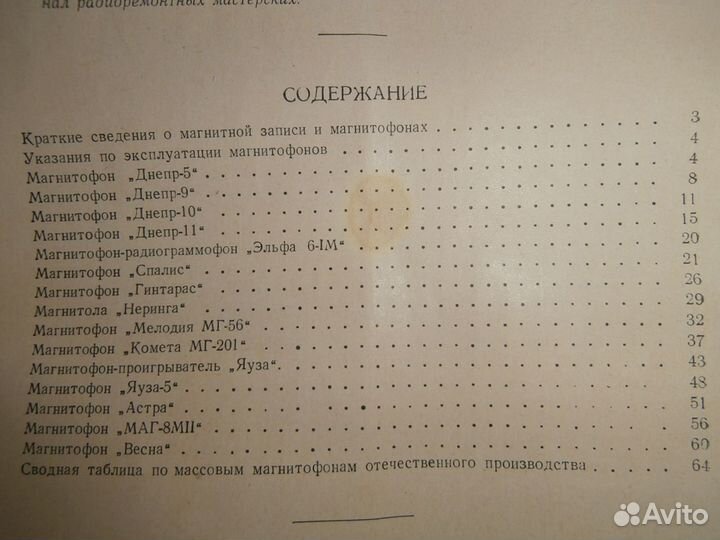 нал радиоремонтных мастерских.
СОДЕРЖАНИЕ
Краткие сведения о магнитной записи и магнитофонах . . . . . . . . . . 3
Указания по эксплуатации магнитофонов . . . . . . . . . . 4
Магнитофон „Днепр-5“ . . . . . . . . . . 4
Магнитофон „Днепр-9“ . . . . . . . . . . 8
Магнитофон „Днепр-10“ . . . . . . . . . . 11
Магнитофон „Днепр-11“ . . . . . . . . . . 15
Магнитофон-радиограммофон „Эльфа 6-1М“ . . . . . . . . . . 20
Магнитофон „Спалис“ . . . . . . . . . . 21
Магнитофон „Гинтарас“ . . . . . . . . . . 26
Магнитола „Неринга“ . . . . . . . . . . 29
Магнитофон „Мелодия МГ-56“ . . . . . . . . . . 32
Магнитофон „Комета МГ-201“ . . . . . . . . . . 37
Магнитофон-проигрыватель „Яуза“ . . . . . . . . . . 43
Магнитофон „Яуза-5“ . . . . . . . . . . 48
Магнитофон „Астра“ . . . . . . . . . . 51
Магнитофон „МАГ-8МII“ . . . . . . . . . . 56
Магнитофон „Весна“ . . . . . . . . . . 60
Сводная таблица по массовым магнитофонам отечественного производства . . . . . 64
Avito